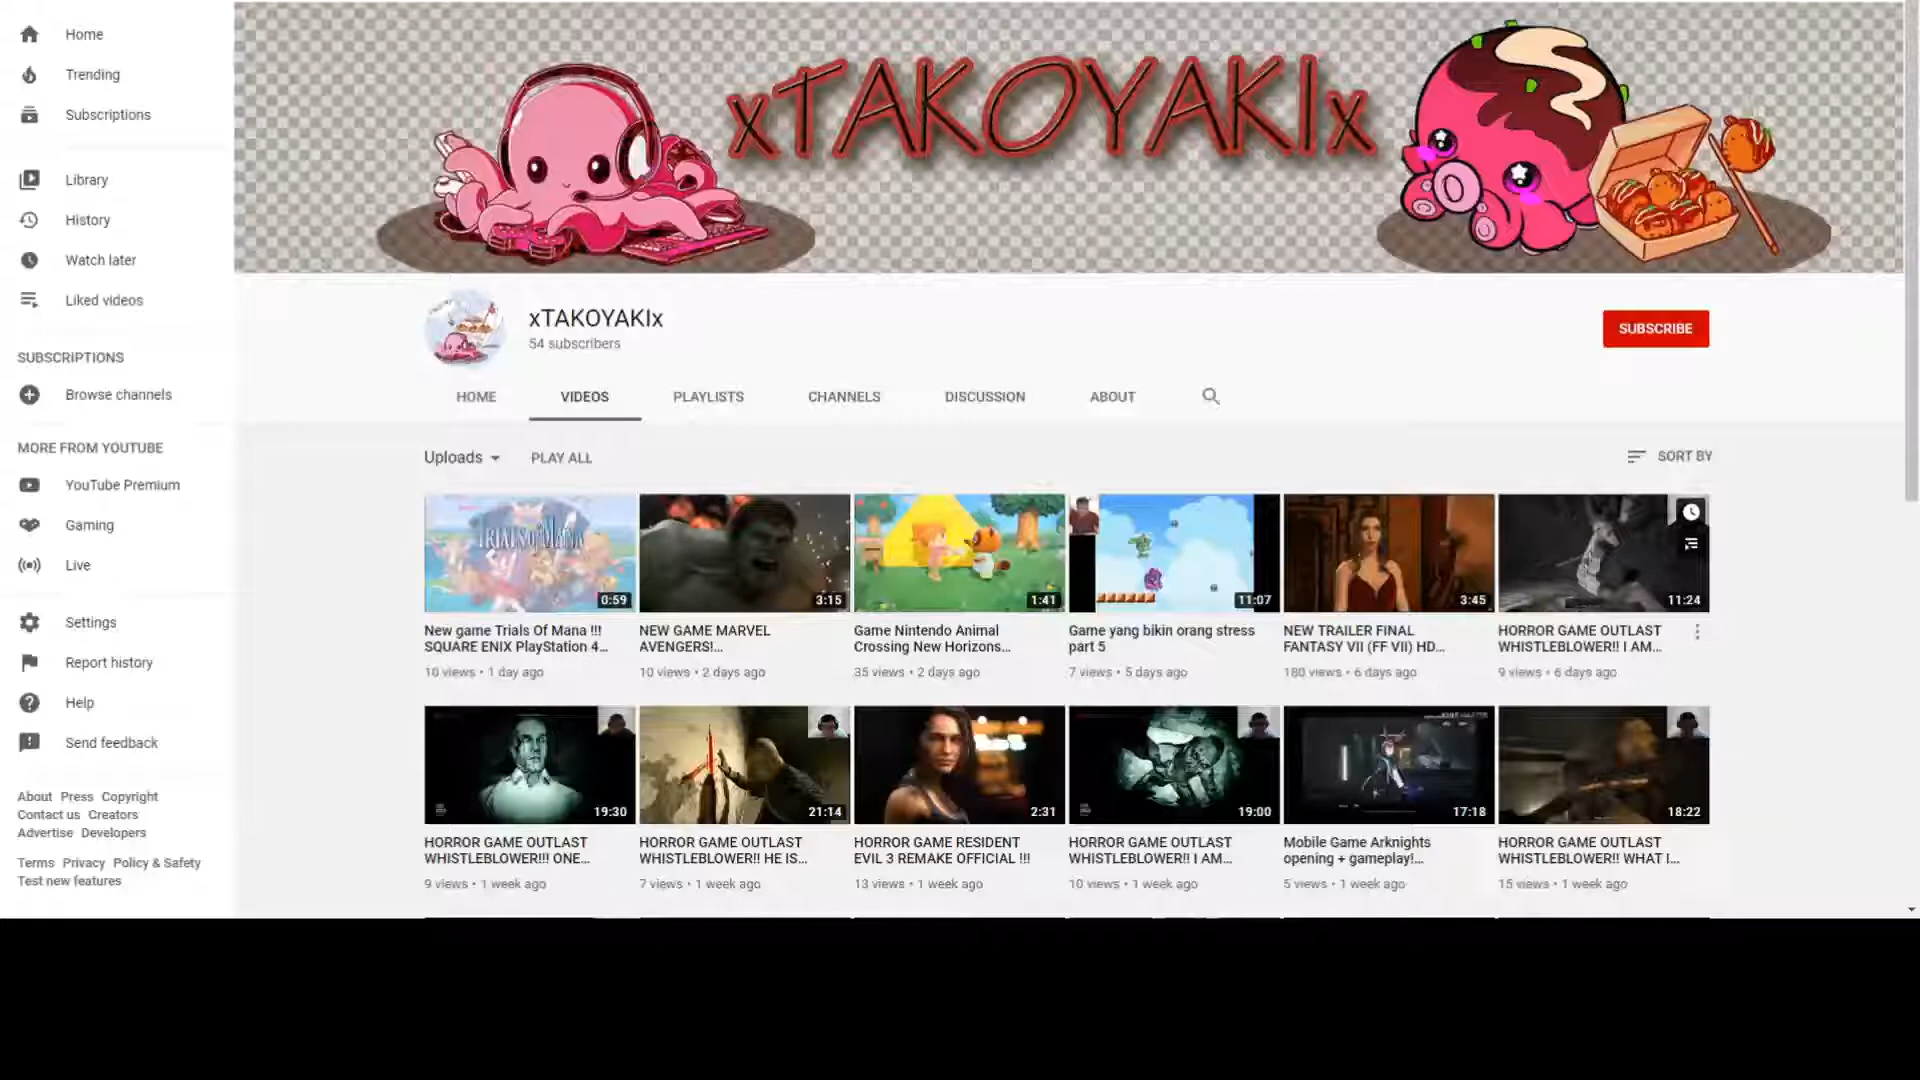 Home
Trending
Subscriptions
Library
History
Watch later
Liked videos
SUBSCRIPTIONS
Browse channels
MORE FROM YOUTUBE
YouTube Premium
Gaming
Live
Settings
Report history
Help
Send feedback
About Press Copyright
Contact us Creators
Advertise Developers
Terms Privacy Policy & Safety
Test new features
xTAKOYAKIx
xTAKOYAKIx
54 subscribers
SUBSCRIBE
HOME VIDEOS PLAYLISTS CHANNELS DISCUSSION ABOUT
Uploads PLAY ALL SORT BY
TRIALS of MANA
0:59 3:15 1:41 11:07 3:45 11:24
New game Trials Of Mana !!!
SQUARE ENIX PlayStation 4...
10 views • 1 day ago
NEW GAME MARVEL
AVENGERS!...
10 views • 2 days ago
Game Nintendo Animal
Crossing New Horizons...
35 views • 2 days ago
Game yang bikin orang stress
part 5
7 views • 5 days ago
NEW TRAILER FINAL
FANTASY VII (FF VII) HD...
180 views • 6 days ago
HORROR GAME OUTLAST
WHISTLEBLOWER!! I AM...
9 views • 6 days ago
19:30 21:14 2:31 19:00 17:18 18:22
HORROR GAME OUTLAST
WHISTLEBLOWER!!! ONE...
9 views • 1 week ago
HORROR GAME OUTLAST
WHISTLEBLOWER!! HE IS...
7 views • 1 week ago
HORROR GAME RESIDENT
EVIL 3 REMAKE OFFICIAL !!!
13 views • 1 week ago
HORROR GAME OUTLAST
WHISTLEBLOWER!! I AM...
10 views • 1 week ago
Mobile Game Arknights
opening + gameplay!...
5 views • 1 week ago
HORROR GAME OUTLAST
WHISTLEBLOWER!! WHAT I...
15 views • 1 week ago